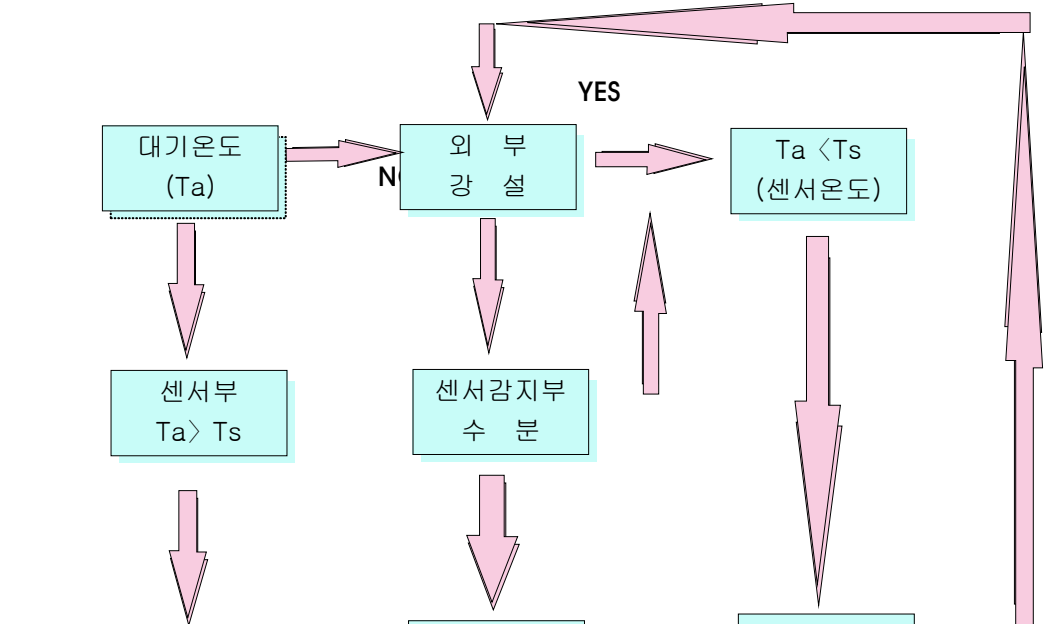 YES
대기온도
(Ta)
외 부
강 설
Ta〈Ts
(센서온도)
센서부
Ta〉Ts
센서감지부
수 분